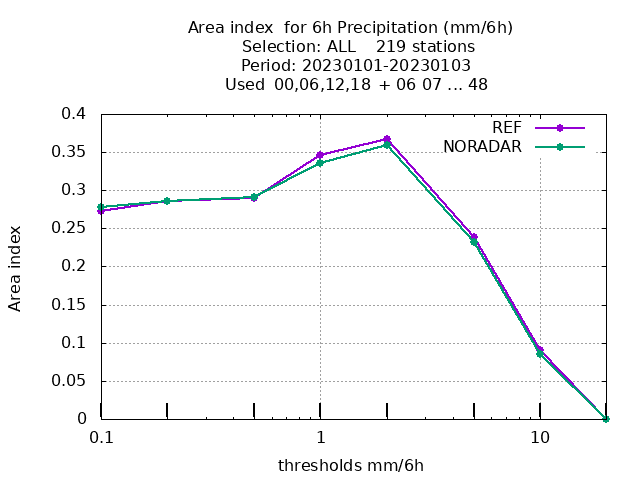 Area index  for 6h Precipitation (mm/6h)
Selection: ALL    219 stations
Period: 20230101-20230103
Used  00,06,12,18  + 06 07 ... 48
REF
NORADAR
0.4
0.35
0.3
0.25
0.2
0.15
0.1
0.05
0
Area index
0.1
1
10
thresholds mm/6h